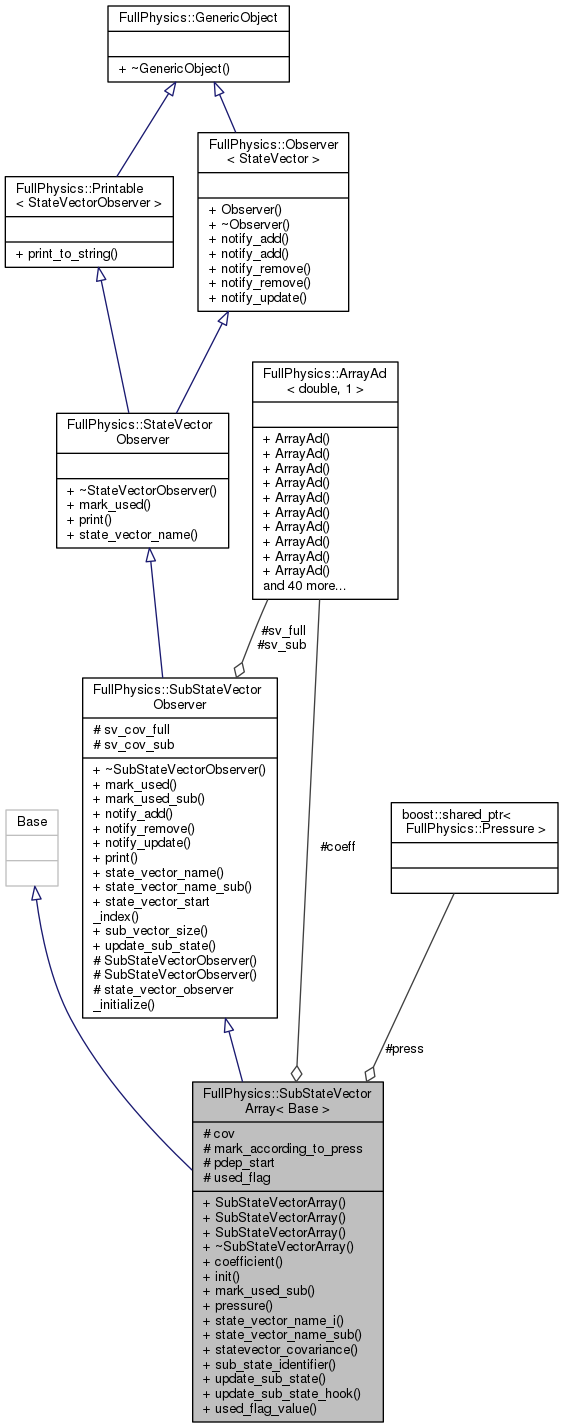 FullPhysics::GenericObject
+ ~GenericObject()
FullPhysics::Observer
< StateVector >
+ Observer()
+ ~Observer()
+ notify_add()
+ notify_add()
+ notify_remove()
+ notify_remove()
+ notify_update()
FullPhysics::Printable
< StateVectorObserver >
+ print_to_string()
FullPhysics::ArrayAd
< double, 1 >
+ ArrayAd()
+ ArrayAd()
+ ArrayAd()
+ ArrayAd()
+ ArrayAd()
+ ArrayAd()
+ ArrayAd()
+ ArrayAd()
+ ArrayAd()
+ ArrayAd()
and 40 more...
FullPhysics::StateVector
Observer
+ ~StateVectorObserver()
+ mark_used()
+ print()
+ state_vector_name()
#sv_full
#sv_sub
FullPhysics::SubStateVector
Observer
# sv_cov_full
# sv_cov_sub
+ ~SubStateVectorObserver()
+ mark_used()
+ mark_used_sub()
+ notify_add()
+ notify_remove()
+ notify_update()
+ print()
+ state_vector_name()
+ state_vector_name_sub()
+ state_vector_start
_index()
+ sub_vector_size()
+ update_sub_state()
# SubStateVectorObserver()
# SubStateVectorObserver()
# state_vector_observer
_initialize()
Base
boost::shared_ptr<
FullPhysics::Pressure >
#coeff
#press
FullPhysics::SubStateVector
Array< Base >
# cov
# mark_according_to_press
# pdep_start
# used_flag
+ SubStateVectorArray()
+ SubStateVectorArray()
+ SubStateVectorArray()
+ ~SubStateVectorArray()
+ coefficient()
+ init()
+ mark_used_sub()
+ pressure()
+ state_vector_name_i()
+ state_vector_name_sub()
+ statevector_covariance()
+ sub_state_identifier()
+ update_sub_state()
+ update_sub_state_hook()
+ used_flag_value()